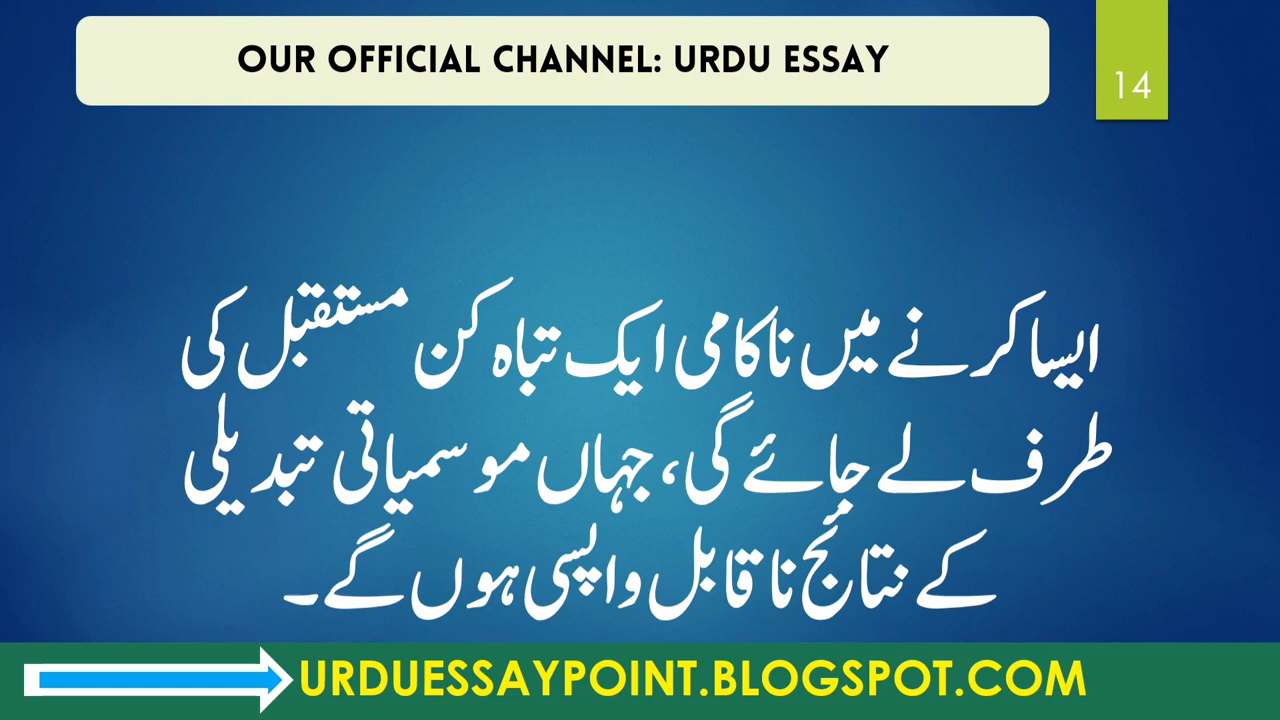 OUR OFFICIAL CHANNEL: URDU ESSAY
14
ایسا کرنے میں ناکامی ایک تباہ کن مستقبل کی
طرف لے جائے گی، جہاں موسمیاتی تبدیلی
کے نتائج ناقابل واپسی ہوں گے۔
URDUESSAYPOINT.BLOGSPOT.COM